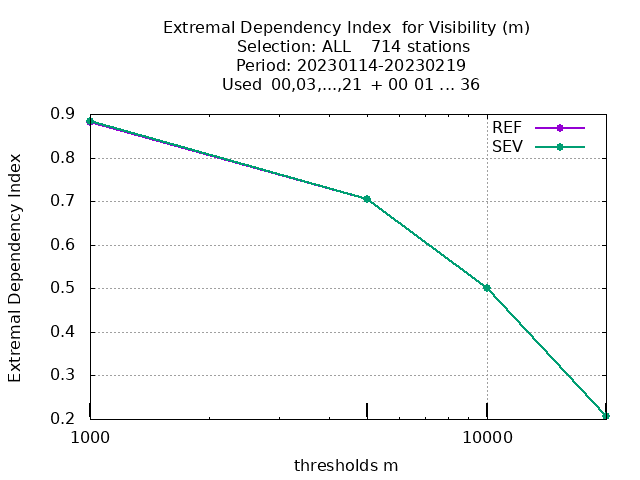 Extremal Dependency Index  for Visibility (m)
Selection: ALL    714 stations
Period: 20230114-20230219
Used  00,03,...,21  + 00 01 ... 36
REF
SEV
0.9
0.8
0.7
0.6
0.5
0.4
0.3
0.2
Extremal Dependency Index
1000
10000
thresholds m